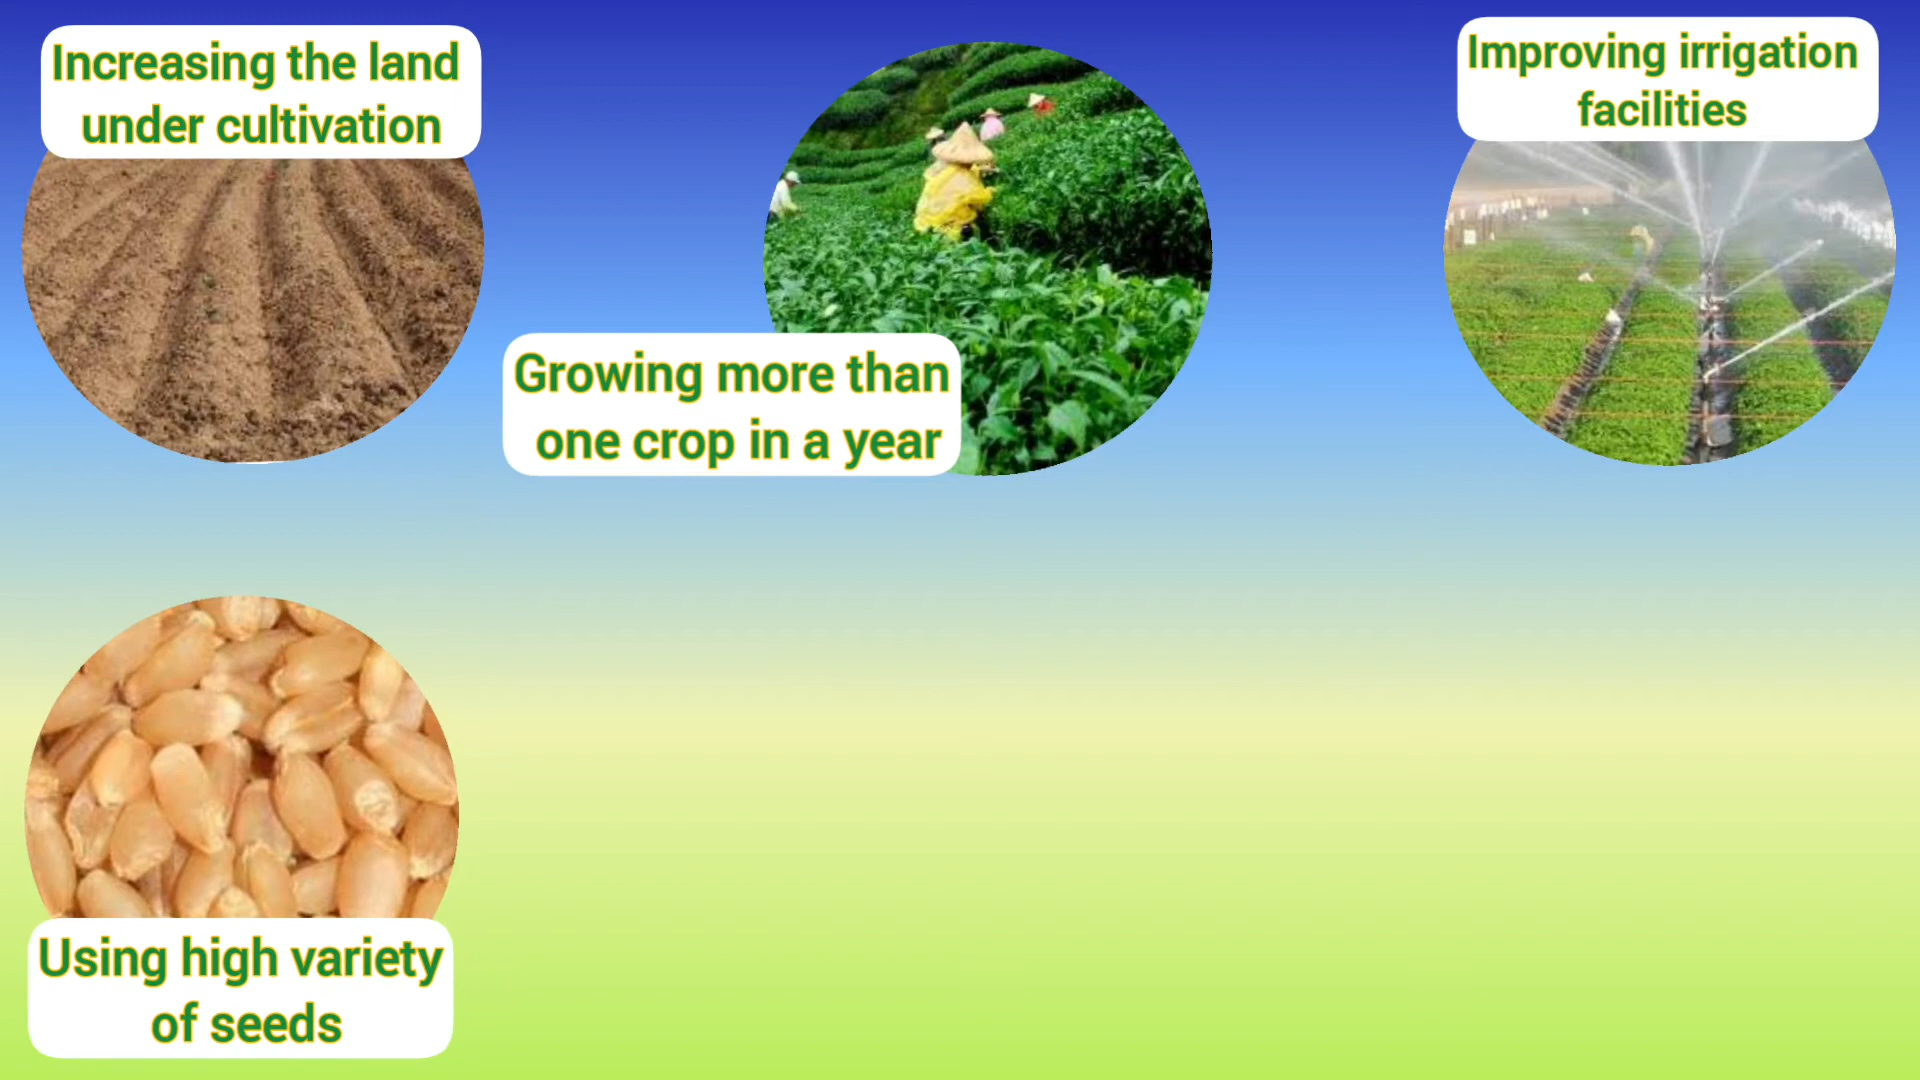 Increasing the land
under cultivation
Growing more than
one crop in a year
Improving irrigation
facilities
Using high variety
of seeds